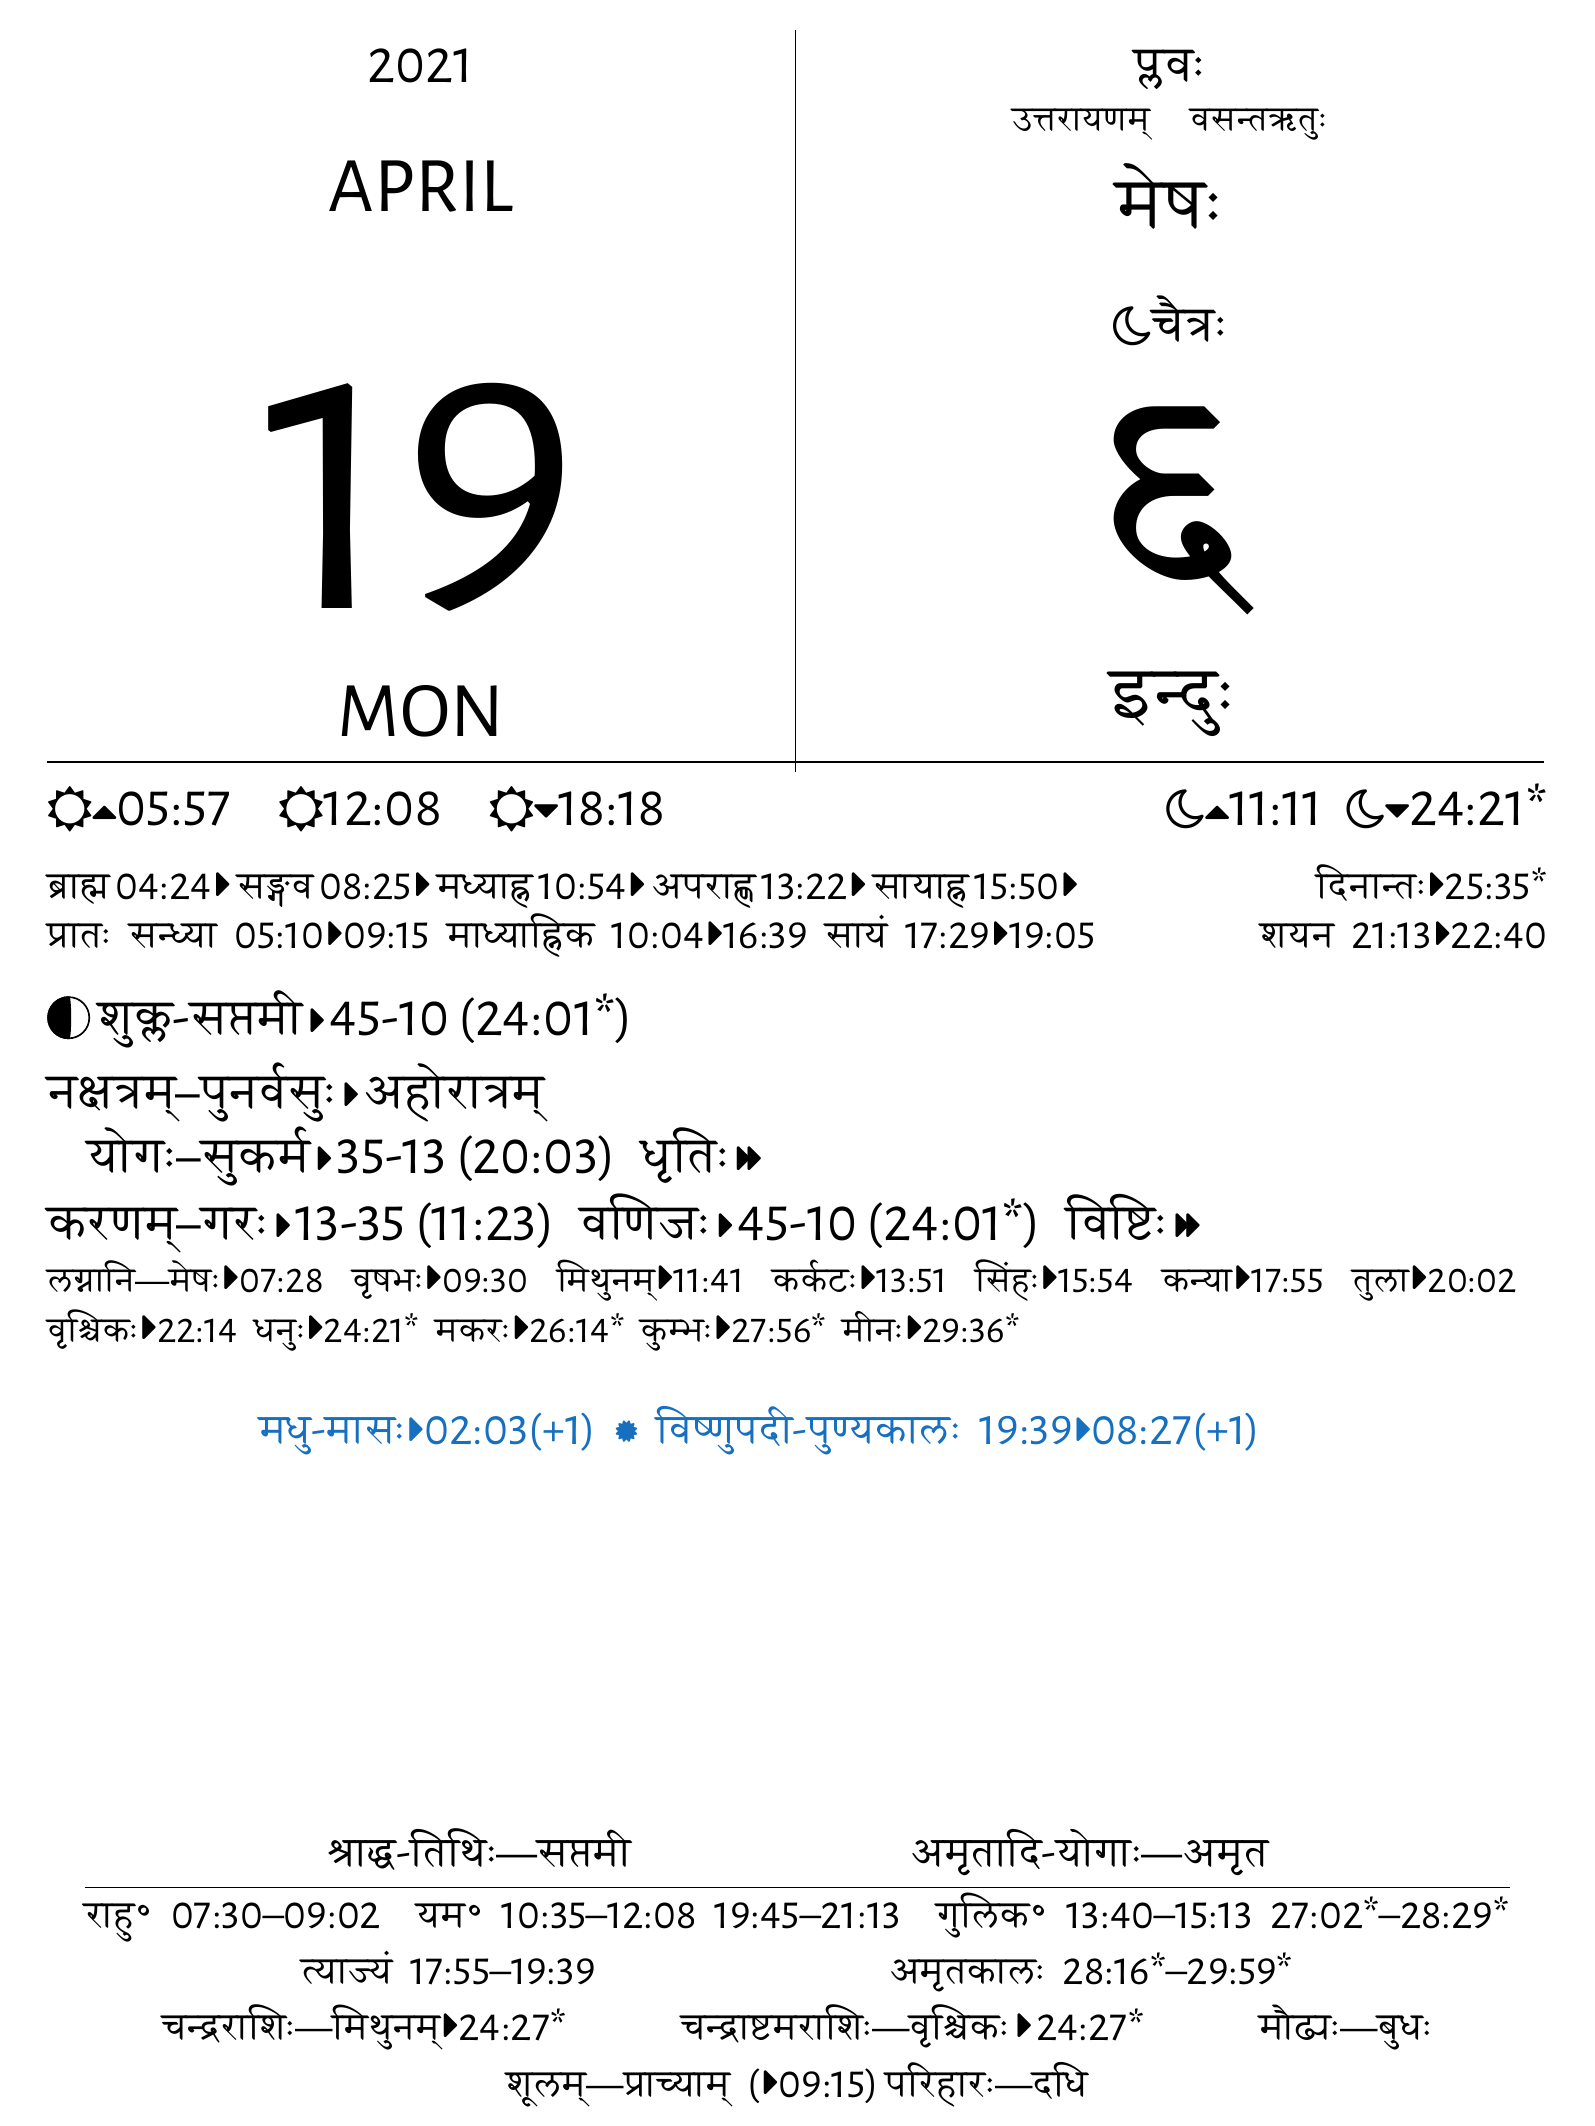 2021
APRIL
19
MON
प्लवः
उत्तरायणम् वसन्तऋतुः
मेषः
चैत्रः
६
इन्दुः
05:57 12:08 18:18 11:11 24:21*
ब्राह्म 04:24 सङ्गव 08:25 मध्याह्न 10:54 अपराह्ण 13:22 सायाह्न 15:50 दिनान्तः 25:35*
प्रातः सन्ध्या 05:10 09:15 माध्याह्निक 10:04 16:39 सायं 17:29 19:05 शयन 21:13 22:40
शुक्ल-सप्तमी 45-10 (24:01*)
नक्षत्रम्–पुनर्वसुः अहोरात्रम्
योगः–सुकर्म 35-13 (20:03) धृतिः
करणम्–गरः 13-35 (11:23) वणिजः 45-10 (24:01*) विष्टिः
लग्नानि—मेषः 07:28 वृषभः 09:30 मिथुनम् 11:41 कर्कटः 13:51 सिंहः 15:54 कन्या 17:55 तुला 20:02
वृश्चिकः 22:14 धनुः 24:21* मकरः 26:14* कुम्भः 27:56* मीनः 29:36*
मधु-मासः 02:03(+1) विष्णुपदी-पुण्यकालः 19:39 08:27(+1)
श्राद्ध-तिथिः—सप्तमी अमृतादि-योगाः—अमृत
राहु॰ 07:30–09:02 यम॰ 10:35–12:08 19:45–21:13 गुलिक॰ 13:40–15:13 27:02*–28:29*
त्याज्यं 17:55–19:39 अमृतकालः 28:16*–29:59*
चन्द्रराशिः—मिथुनम् 24:27* चन्द्राष्टमराशिः—वृश्चिकः 24:27* मौढ्यः—बुधः
शूलम्—प्राच्याम् (09:15) परिहारः—दधि